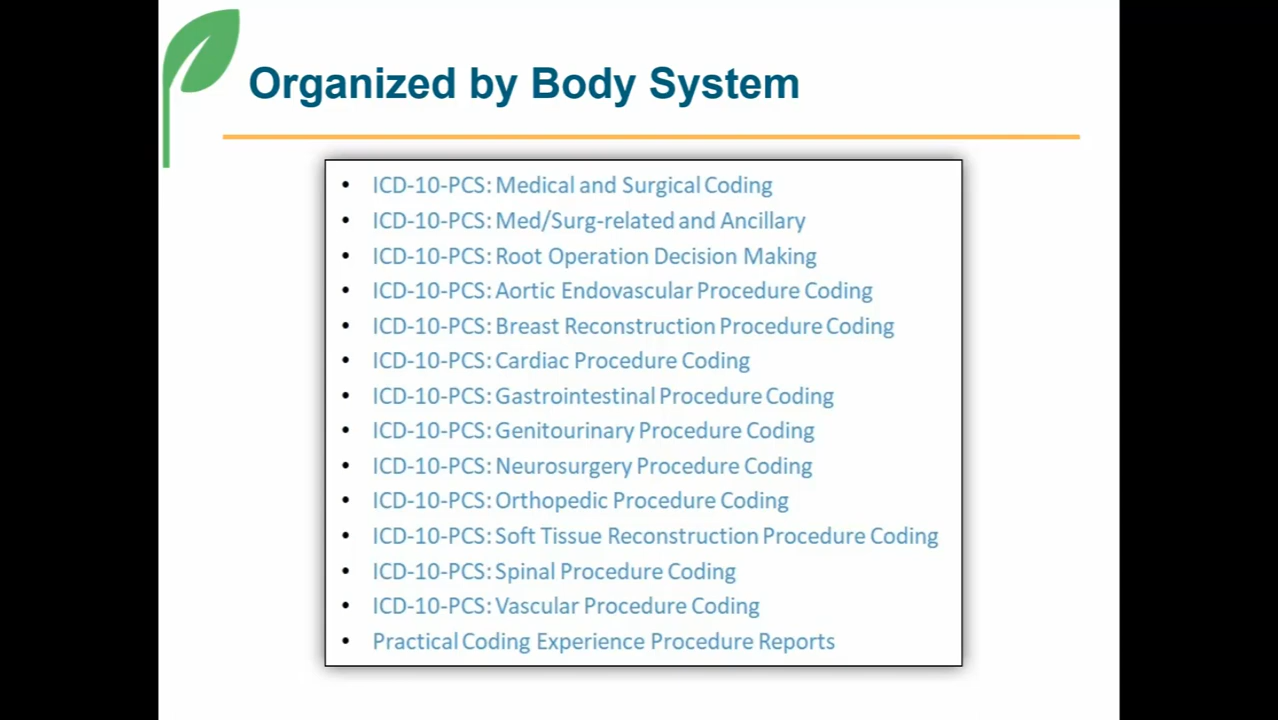 Organized by Body System
• ICD-10-PCS: Medical and Surgical Coding
• ICD-10-PCS: Med/Surg-related and Ancillary
• ICD-10-PCS: Root Operation Decision Making
• ICD-10-PCS: Aortic Endovascular Procedure Coding
• ICD-10-PCS: Breast Reconstruction Procedure Coding
• ICD-10-PCS: Cardiac Procedure Coding
• ICD-10-PCS: Gastrointestinal Procedure Coding
• ICD-10-PCS: Genitourinary Procedure Coding
• ICD-10-PCS: Neurosurgery Procedure Coding
• ICD-10-PCS: Orthopedic Procedure Coding
• ICD-10-PCS: Soft Tissue Reconstruction Procedure Coding
• ICD-10-PCS: Spinal Procedure Coding
• ICD-10-PCS: Vascular Procedure Coding
• Practical Coding Experience Procedure Reports